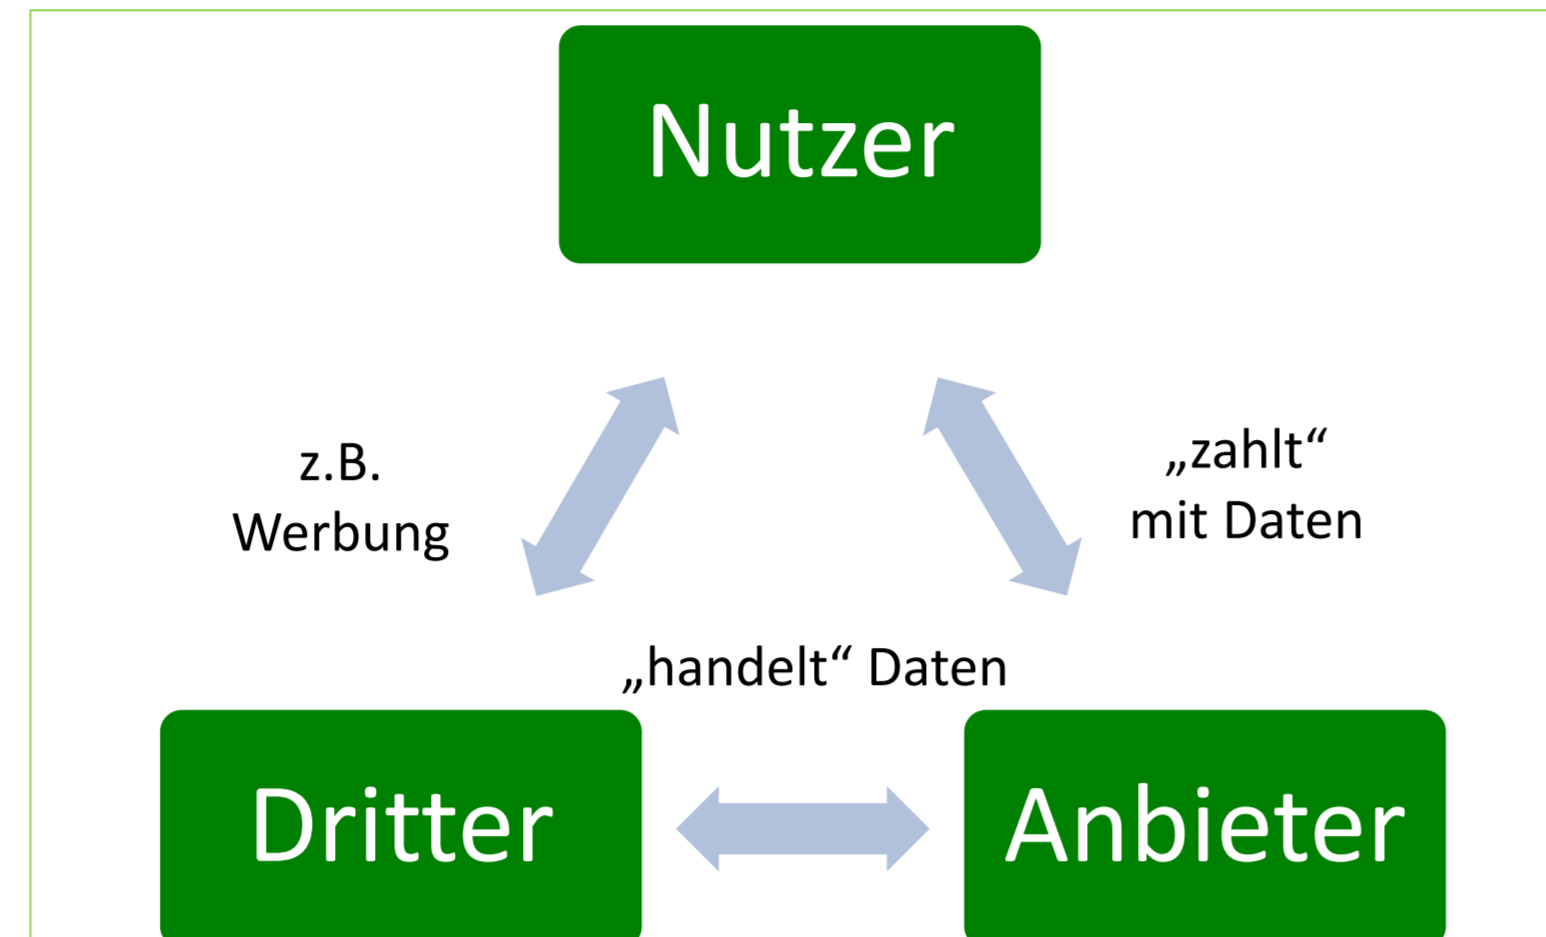 Nutzer
z.B.
Werbung
„zahlt“
mit Daten
„handelt“ Daten
Dritter
Anbieter